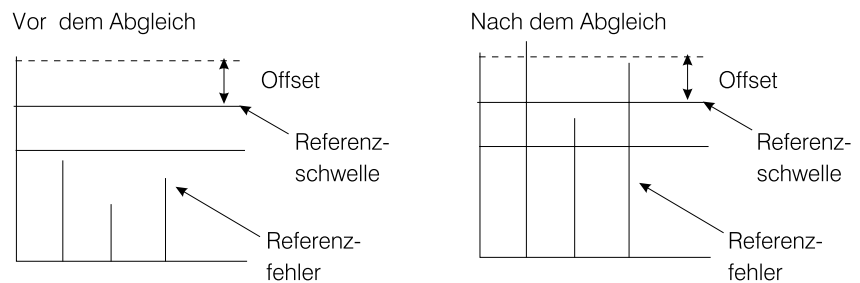 Vor dem Abgleich
Offset
Referenz-
schwelle
Referenz-
fehler
Nach dem Abgleich
Offset
Referenz-
schwelle
Referenz-
fehler